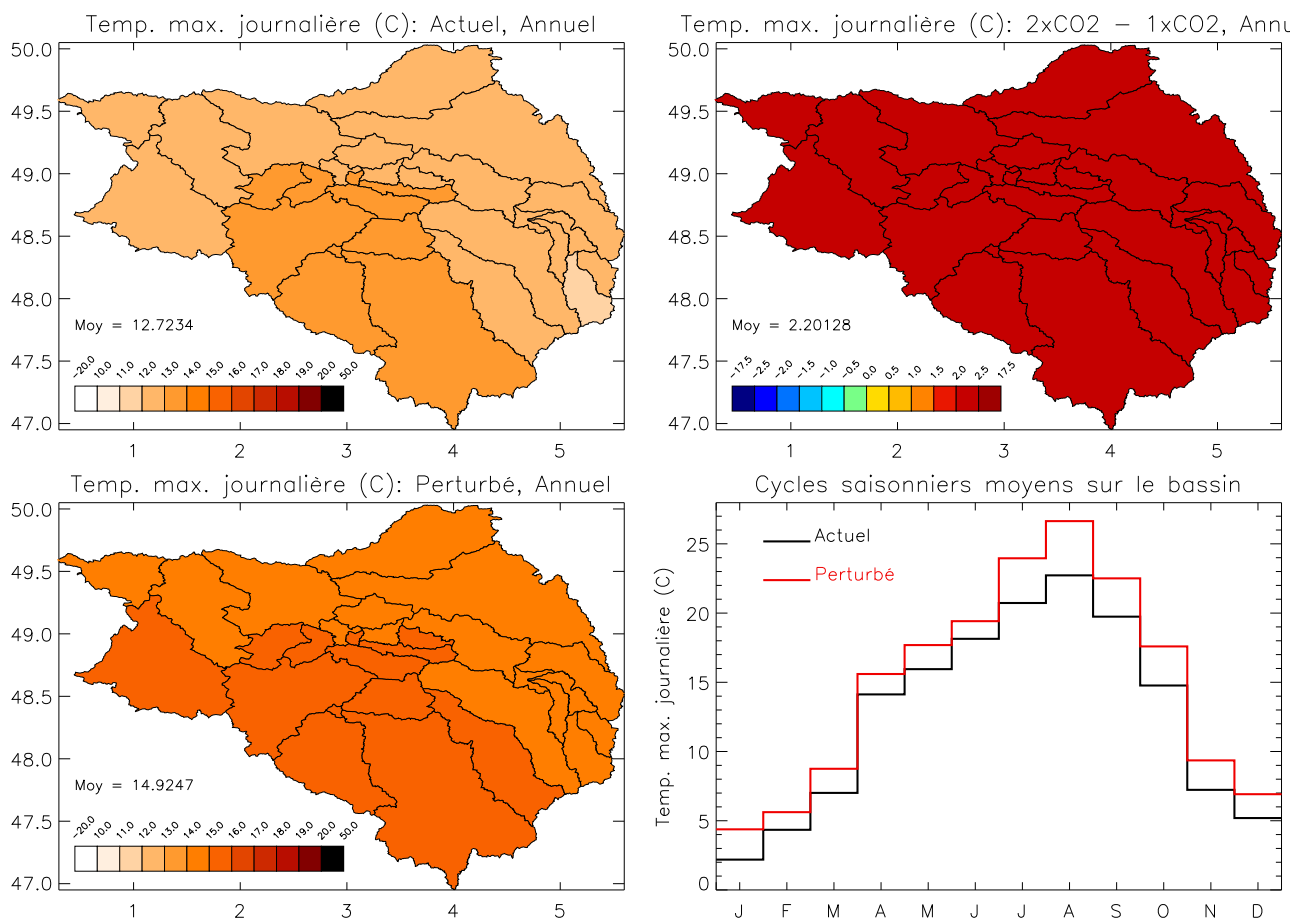 Temp. max. journalière (C): Actuel, Annuel
50.0
49.5
49.0
48.5
48.0
47.5
47.0
Moy = 12.7234
-20.0 10.0 11.0 12.0 13.0 14.0 15.0 16.0 17.0 18.0 19.0 20.0 50.0
1 2 3 4 5
Temp. max. journalière (C): 2xCO2 - 1xCO2, Annu
50.0
49.5
49.0
48.5
48.0
47.5
47.0
Moy = 2.20128
-17.5 -2.5 -2.0 -1.5 -1.0 -0.5 0.0 0.5 1.0 1.5 2.0 2.5 17.5
1 2 3 4 5
Temp. max. journalière (C): Perturbé, Annuel
50.0
49.5
49.0
48.5
48.0
47.5
47.0
Moy = 14.9247
-20.0 10.0 11.0 12.0 13.0 14.0 15.0 16.0 17.0 18.0 19.0 20.0 50.0
1 2 3 4 5
Cycles saisonniers moyens sur le bassin
Temp. max. journalière (C)
25
20
15
10
5
0
Actuel
Perturbé
J F M A M J J A S O N D